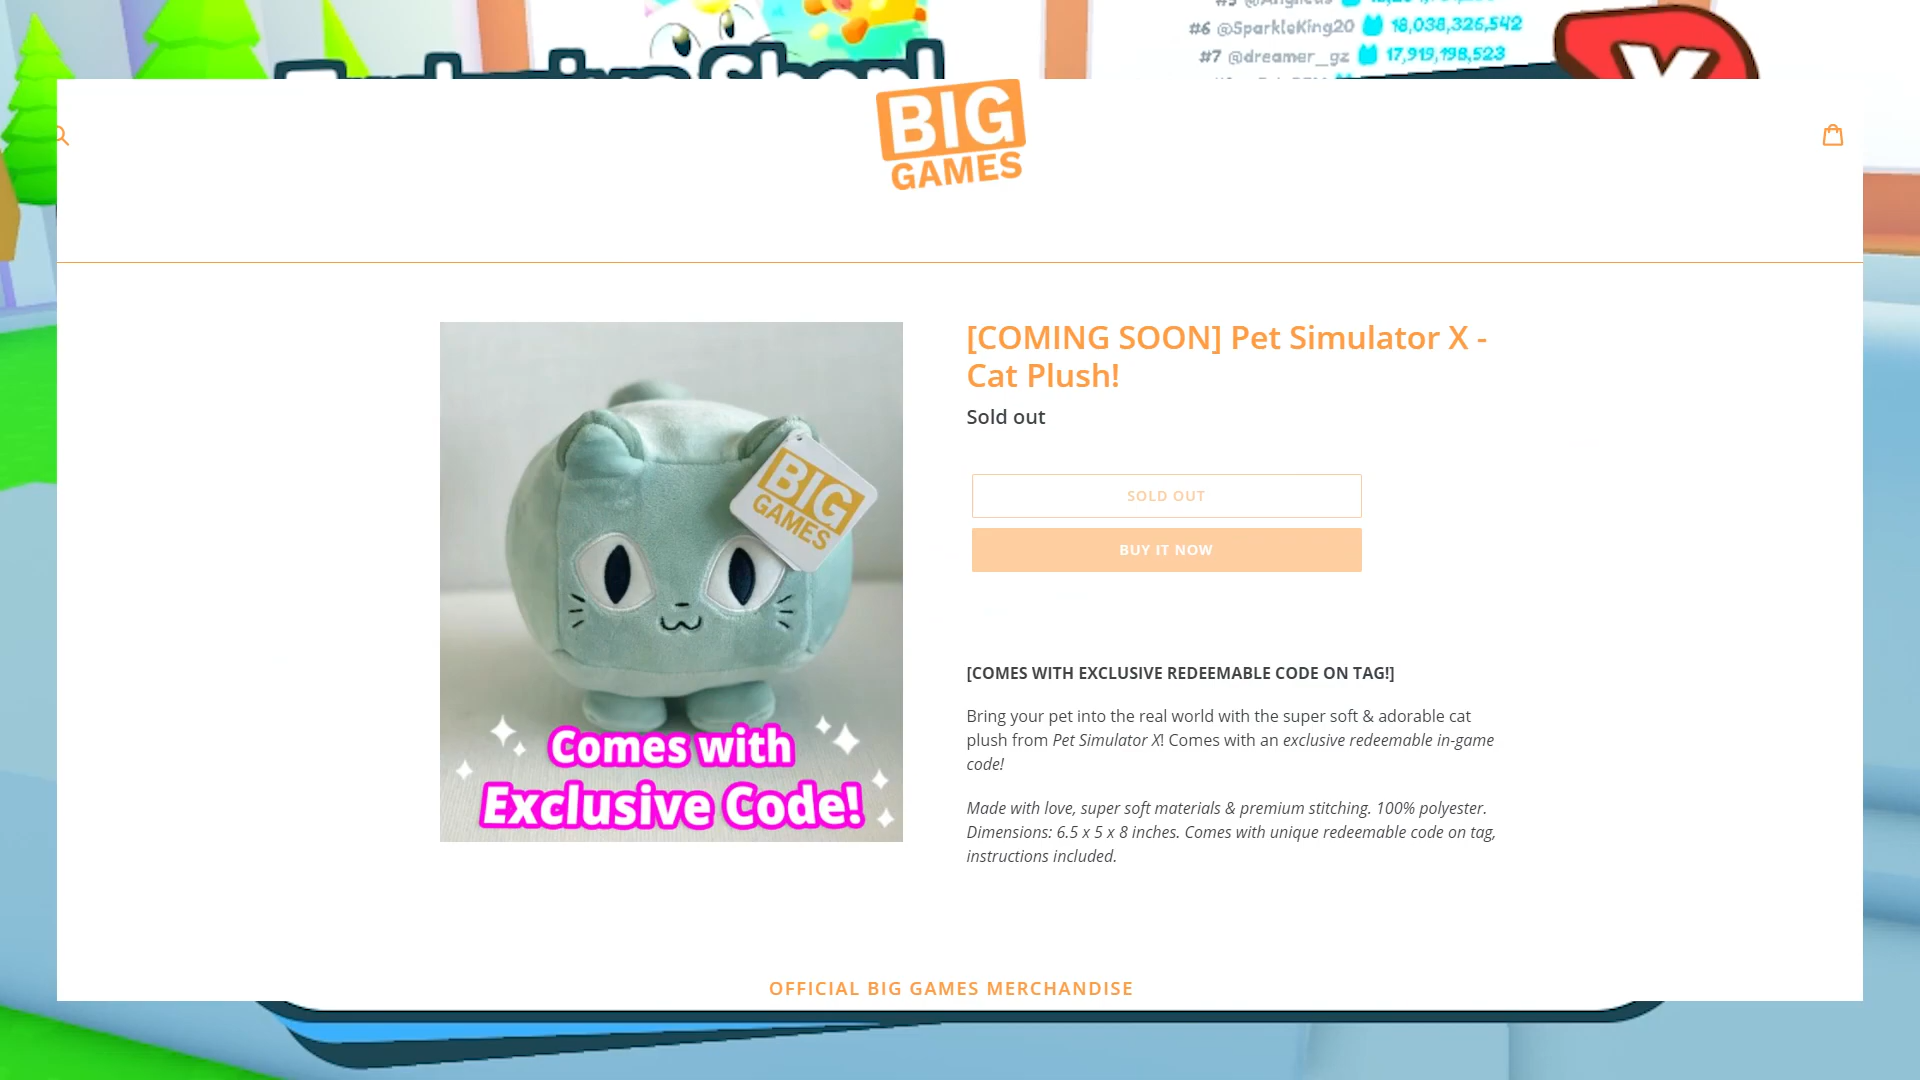 #6 @SparkleKing20 18,038,326,542
#7 @dreamer_gz 17,919,198,523
Exclusive Shop!
X
BIG
GAMES
[COMING SOON] Pet Simulator X -
Cat Plush!
Sold out
SOLD OUT
BUY IT NOW
BIG
GAMES
Comes with
Exclusive Code!
[COMES WITH EXCLUSIVE REDEEMABLE CODE ON TAG!]
Bring your pet into the real world with the super soft & adorable cat
plush from Pet Simulator X! Comes with an exclusive redeemable in-game
code!
Made with love, super soft materials & premium stitching. 100% polyester.
Dimensions: 6.5 x 5 x 8 inches. Comes with unique redeemable code on tag,
instructions included.
OFFICIAL BIG GAMES MERCHANDISE